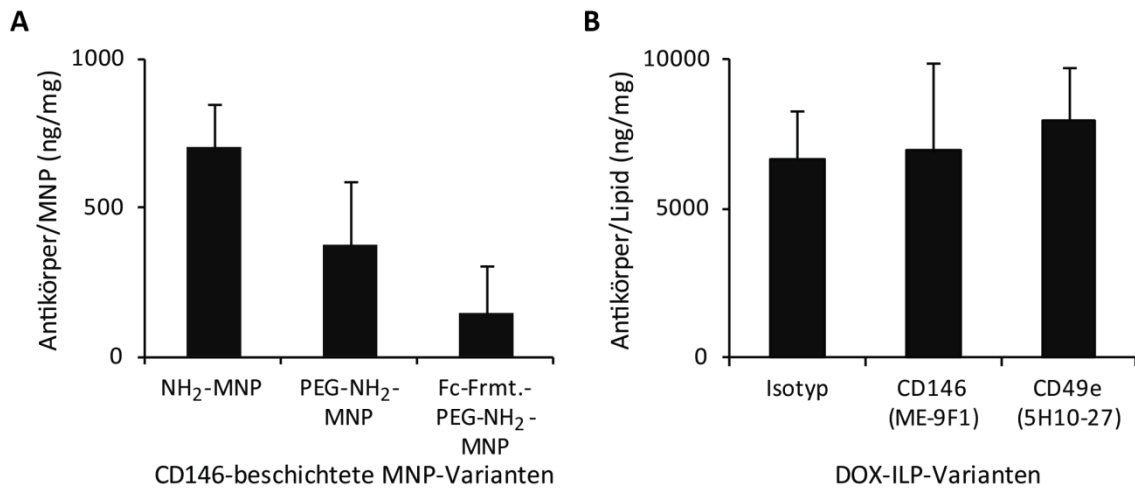 A
Antikörper/MNP (ng/mg)
1000
500
0
NH₂-MNP
PEG-NH₂-
MNP
Fc-Frmt.-
PEG-NH₂-
MNP
CD146-beschichtete MNP-Varianten
B
Antikörper/Lipid (ng/mg)
10000
5000
0
Isotyp
CD146
(ME-9F1)
CD49e
(5H10-27)
DOX-ILP-Varianten